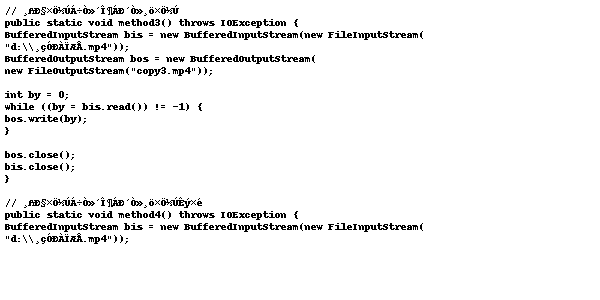 // ¸ßÐ§×Ö½ÚÁ÷Ò»´Î¶ÁÐ´Ò»¸ö×Ö½Ú
public static void method3() throws IOException {
BufferedInputStream bis = new BufferedInputStream(new FileInputStream(
"d:\\¸çÓÐÀÏÆÅ.mp4"));
BufferedOutputStream bos = new BufferedOutputStream(
new FileOutputStream("copy3.mp4"));
int by = 0;
while ((by = bis.read()) != -1) {
bos.write(by);
}
bos.close();
bis.close();
}
// ¸ßÐ§×Ö½ÚÁ÷Ò»´Î¶ÁÐ´Ò»¸ö×Ö½ÚÊý×é
public static void method4() throws IOException {
BufferedInputStream bis = new BufferedInputStream(new FileInputStream(
"d:\\¸çÓÐÀÏÆÅ.mp4"));